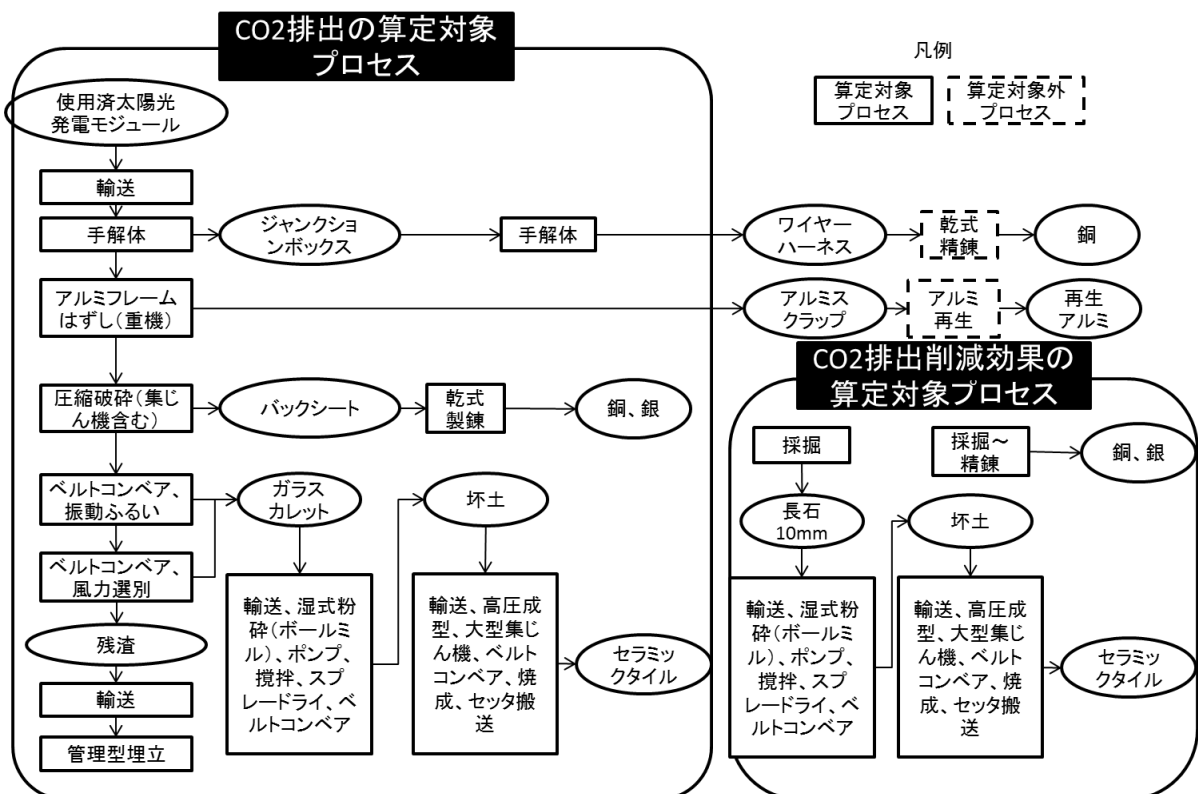 CO2排出の算定対象
プロセス
凡例
算定対象
プロセス
算定対象外
プロセス
使用済太陽光
発電モジュール
輸送
手解体
ジャンクショ
ンボックス
手解体
ワイヤー
ハーネス
乾式
精錬
銅
アルミフレーム
はずし(重機)
アルミス
クラップ
アルミ
再生
再生
アルミ
圧縮破砕(集じ
ん機含む)
バックシート
乾式
製錬
銅、銀
ベルトコンベア、
振動ふるい
ガラス
カレット
坏土
ベルトコンベア、
風力選別
輸送、湿式粉
砕(ボールミ
ル)、ポンプ、
撹拌、スプ
レードライ、ベ
ルトコンベア
輸送、高圧成
型、大型集じ
ん機、ベルト
コンベア、焼
成、セッタ搬
送
セラミッ
クタイル
残渣
輸送
管理型埋立
CO2排出削減効果の
算定対象プロセス
採掘
採掘～
精錬
銅、銀
長石
10mm
坏土
輸送、湿式粉
砕(ボールミ
ル)、ポンプ、
撹拌、スプ
レードライ、ベ
ルトコンベア
輸送、高圧成
型、大型集じ
ん機、ベルト
コンベア、焼
成、セッタ搬
送
セラミッ
クタイル